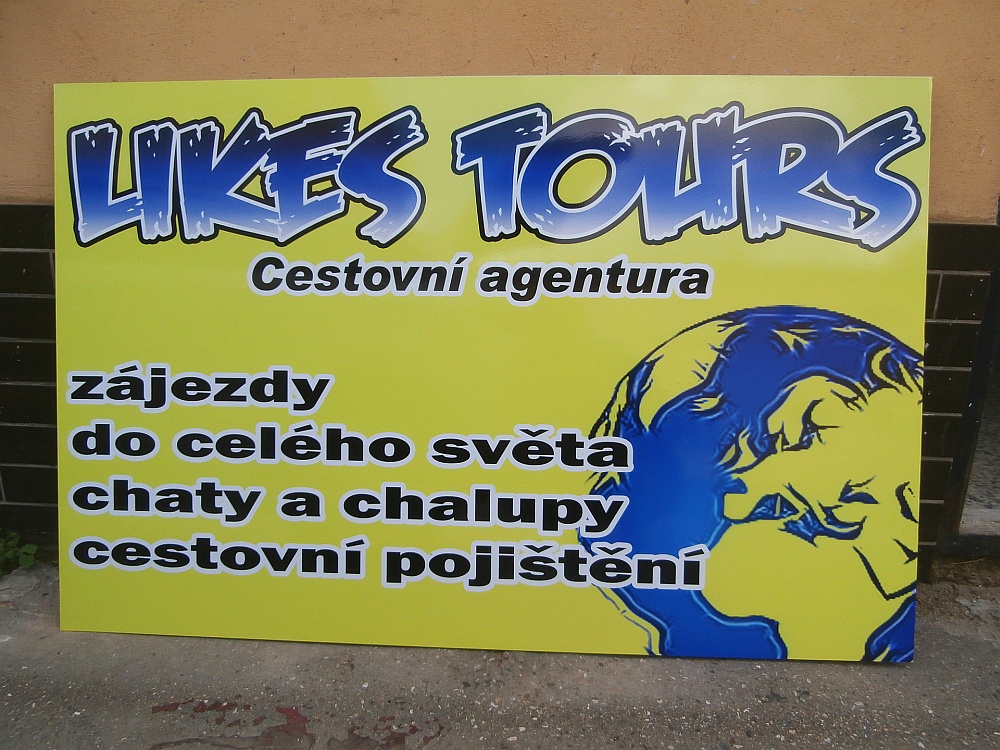 LIKES TOURS
Cestovní agentura
zájezdy
do celého světa
chaty a chalupy
cestovní pojištění